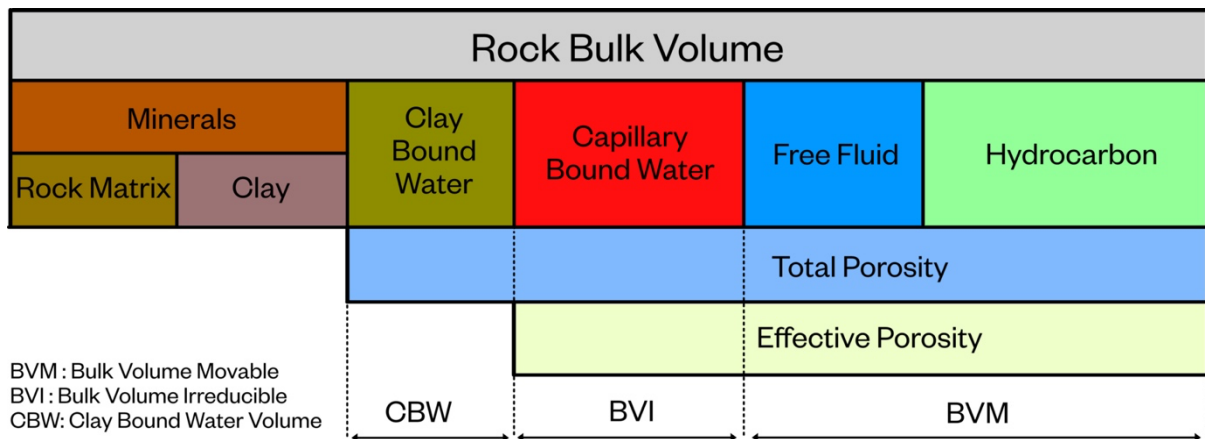 Rock Bulk Volume
Minerals
Rock Matrix
Clay
Clay
Bound
Water
Capillary
Bound Water
Free Fluid
Hydrocarbon
Total Porosity
Effective Porosity
BVM : Bulk Volume Movable
BVI : Bulk Volume Irreducible
CBW: Clay Bound Water Volume
CBW
BVI
BVM